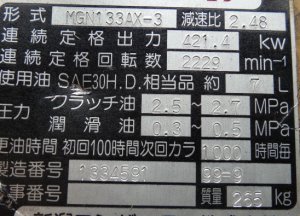 形式 MGN133AX-3 減速比 2.48
連続定格出力 421.4 kW
連続定格回転数 2229 min⁻¹
使用油 SAE30H.D.相当品 約 7 L
圧力 クラッチ油 2.5～2.7 MPa
潤滑油 0.3～0.5 MPa
更油時間 初回100時間次回カラ 1000 時間毎
製造番号 1334591 99=9
事番号 質量 265 kg